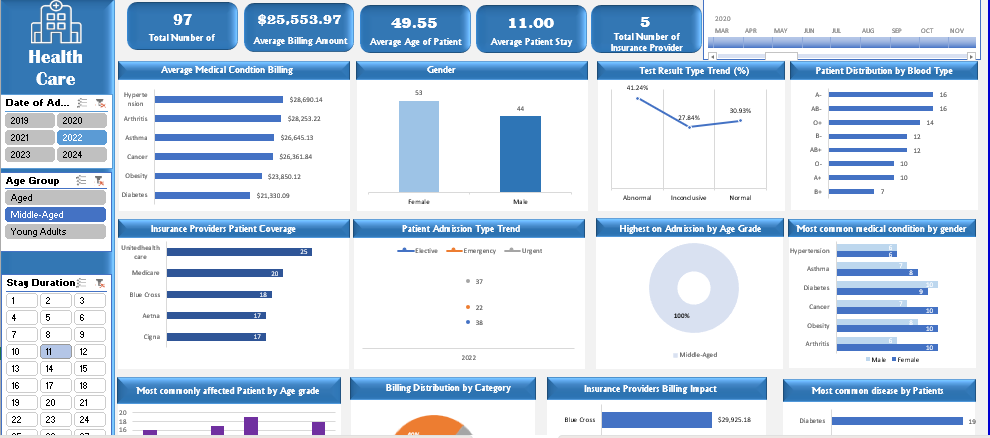 Health
Care
97
Total Number of
$25,553.97
Average Billing Amount
49.55
Average Age of Patient
11.00
Average Patient Stay
5
Total Number of
Insurance Provider
2020
MAR APR MAY JUN JUL AUG SEP OCT NOV
Date of Ad...
2019 2020
2021 2022
2023 2024
Age Group
Aged
Middle-Aged
Young Adults
Stay Duration
1 2 3
4 5 6
7 8 9
10 11 12
13 14 15
16 17 18
19 20 21
22 23 24
Average Medical Condition Billing
Hyperte
nsion
$28,690.14
Arthritis $28,253.22
Asthma $26,645.13
Cancer $26,361.84
Obesity $23,850.12
Diabetes $21,330.09
Gender
53
44
Female Male
Test Result Type Trend (%)
41.24%
27.84%
30.93%
Abnormal Inconclusive Normal
Patient Distribution by Blood Type
A- 16
AB- 16
O+ 14
B- 12
AB+ 12
O- 10
A+ 10
B+ 7
Insurance Providers Patient Coverage
Unitedhealth
care
25
Medicare 20
Blue Cross 18
Aetna 17
Cigna 17
Patient Admission Type Trend
Elective Emergency Urgent
37
22
38
2022
Highest on Admission by Age Grade
100%
Middle-Aged
Most common medical condition by gender
Hypertension 6
Asthma 7 8
Diabetes 10 9
Cancer 7 10
Obesity 10
Arthritis 10
Male Female
Most commonly affected Patient by Age grade
20
18
16
Billing Distribution by Category
Insurance Providers Billing Impact
Blue Cross $29,925.18
Most common disease by Patients
Diabetes 19